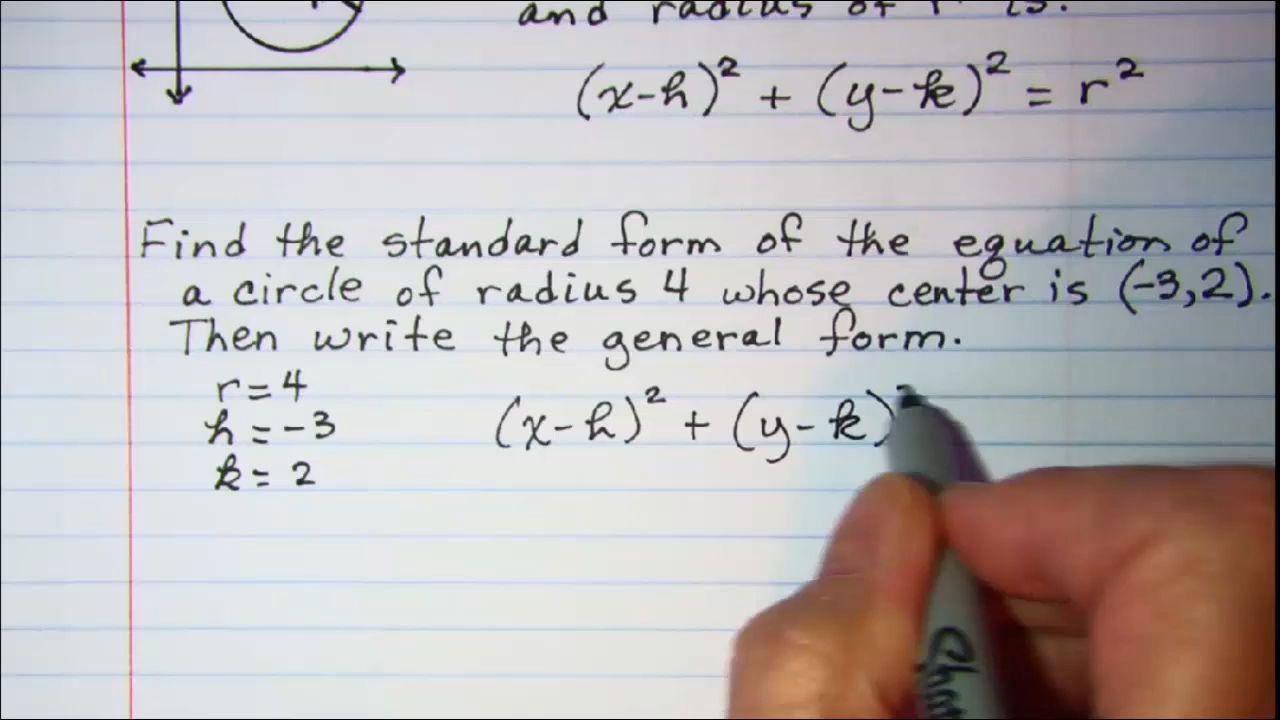 and radius of r is:
(x-h)² + (y-k)² = r²
Find the standard form of the equation of
a circle of radius 4 whose center is (-3,2).
Then write the general form.
r = 4
h = -3
k = 2
(x-h)² + (y-k)